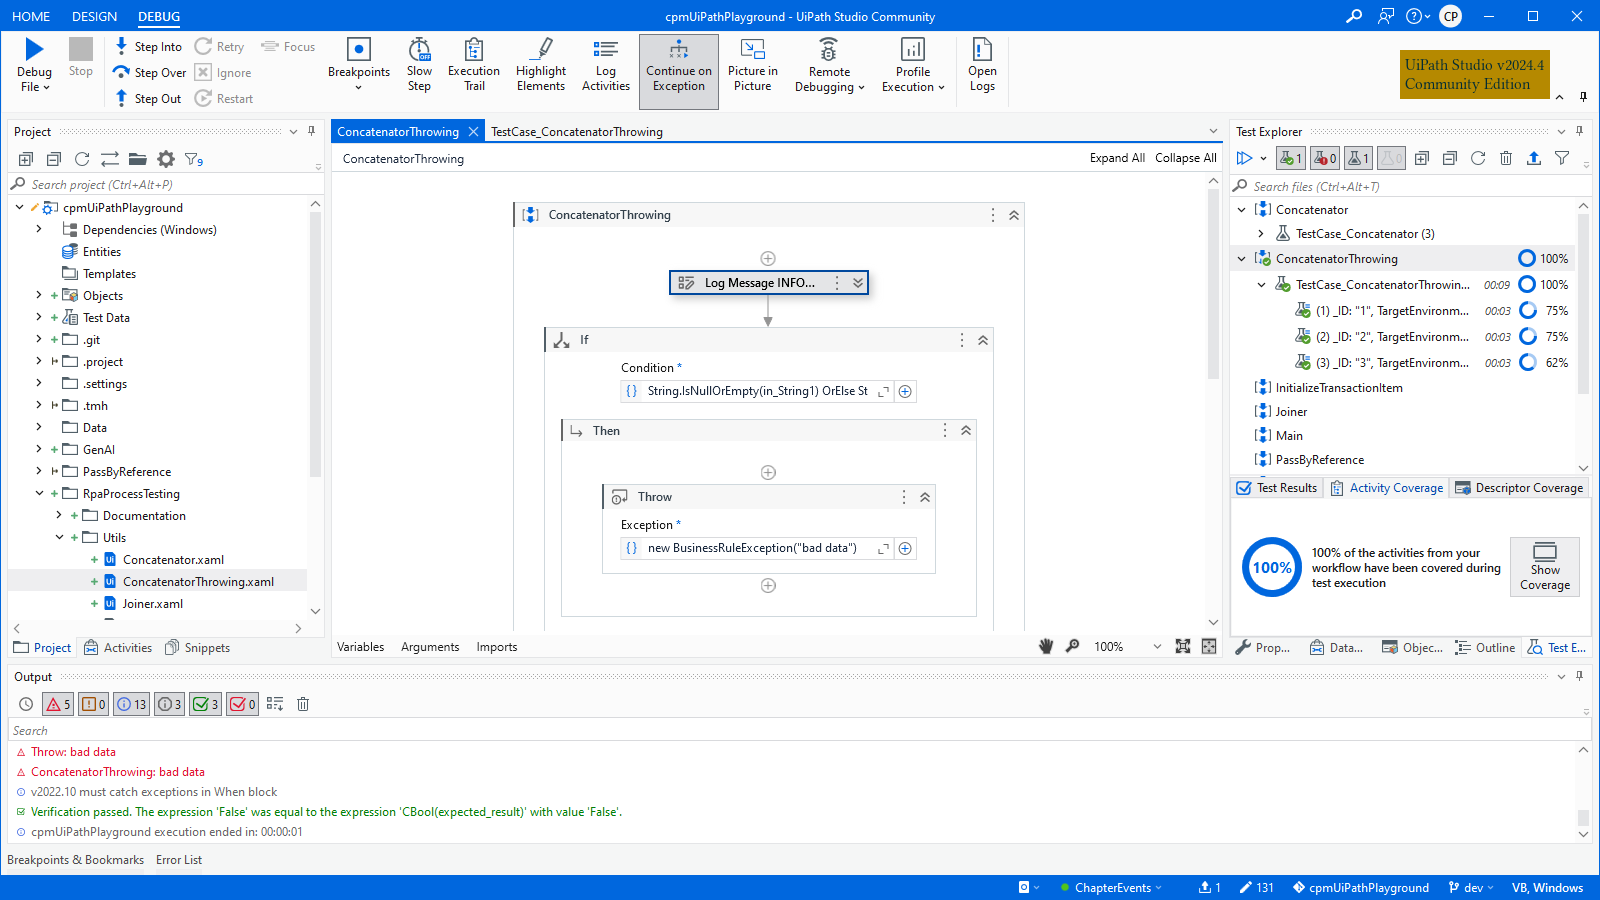 HOME DESIGN DEBUG
cpmUiPathPlayground - UiPath Studio Community
CP
Debug
File
Stop
Step Into
Step Over
Step Out
Retry
Ignore
Restart
Focus
Breakpoints
Slow
Step
Execution
Trail
Highlight
Elements
Log
Activities
Continue on
Exception
Picture in
Picture
Remote
Debugging
Profile
Execution
Open
Logs
UiPath Studio v2024.4
Community Edition
Project
9
Search project (Ctrl+Alt+P)
cpmUiPathPlayground
Dependencies (Windows)
Entities
Templates
Objects
Test Data
.git
.project
.settings
.tmh
Data
GenAI
PassByReference
RpaProcessTesting
Documentation
Utils
Concatenator.xaml
ConcatenatorThrowing.xaml
Joiner.xaml
Project Activities Snippets
ConcatenatorThrowing TestCase_ConcatenatorThrowing
ConcatenatorThrowing
Expand All Collapse All
ConcatenatorThrowing
Log Message INFO...
If
Condition *
String.IsNullOrEmpty(in_String1) OrElse St
Then
Throw
Exception *
new BusinessRuleException("bad data")
Variables Arguments Imports
100%
Test Explorer
1 0 1 0
Search files (Ctrl+Alt+T)
Concatenator
TestCase_Concatenator (3)
ConcatenatorThrowing 100%
TestCase_ConcatenatorThrowin... 00:09 100%
(1) _ID: "1", TargetEnvironm... 00:03 75%
(2) _ID: "2", TargetEnvironm... 00:03 75%
(3) _ID: "3", TargetEnvironm... 00:03 62%
InitializeTransactionItem
Joiner
Main
PassByReference
Test Results Activity Coverage Descriptor Coverage
100%
100% of the activities from your
workflow have been covered during
test execution
Show
Coverage
Prop... Data... Objec... Outline Test E...
Output
5 0 13 3 3 0
Search
Throw: bad data
ConcatenatorThrowing: bad data
v2022.10 must catch exceptions in When block
Verification passed. The expression 'False' was equal to the expression 'CBool(expected_result)' with value 'False'.
cpmUiPathPlayground execution ended in: 00:00:01
Breakpoints & Bookmarks Error List
ChapterEvents 1 131 cpmUiPathPlayground dev VB, Windows